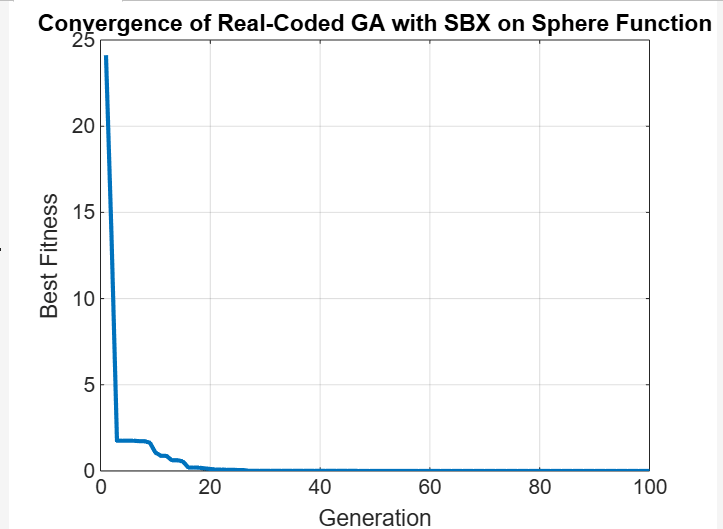 Convergence of Real-Coded GA with SBX on Sphere Function
25
20
15
10
5
0
Best Fitness
0 20 40 60 80 100
Generation